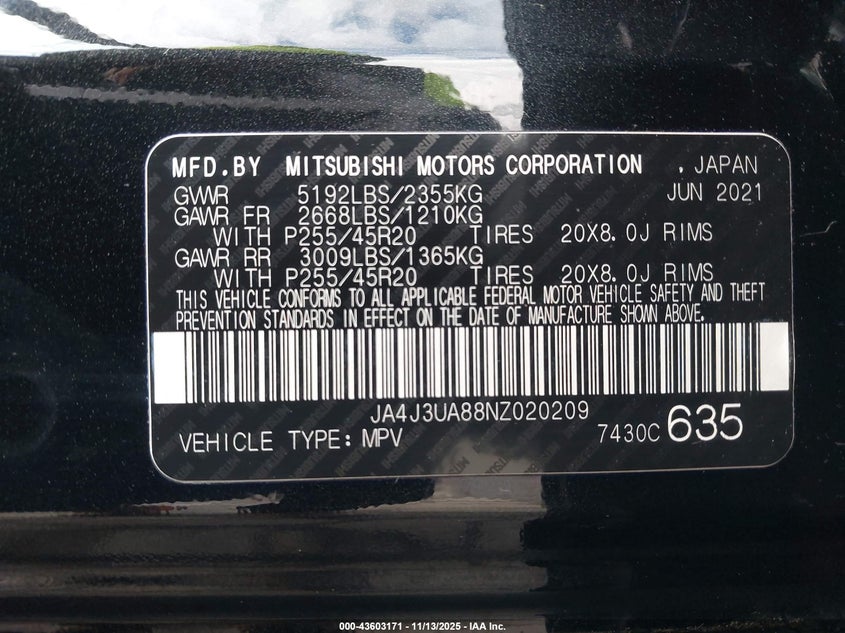 MFD.BY MITSUBISHI MOTORS CORPORATION , JAPAN
GVWR 5192LBS/2355KG JUN 2021
GAWR FR 2668LBS/1210KG
WITH P255/45R20 TIRES 20X8.0J RIMS
GAWR RR 3009LBS/1365KG
WITH P255/45R20 TIRES 20X8.0J RIMS
THIS VEHICLE CONFORMS TO ALL APPLICABLE FEDERAL MOTOR VEHICLE SAFETY AND THEFT
PREVENTION STANDARDS IN EFFECT ON THE DATE OF MANUFACTURE SHOWN ABOVE.
JA4J3UA88NZ020209
VEHICLE TYPE: MPV 7430C 635
000-43603171 - 11/13/2025 - IAA Inc.